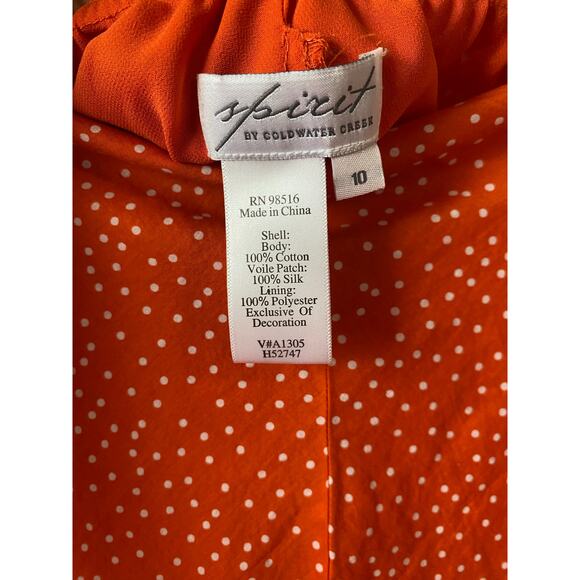 spirit
BY COLDWATER CREEK
10
RN 98516
Made in China
Shell:
Body:
100% Cotton
Voile Patch:
100% Silk
Lining:
100% Polyester
Exclusive Of
Decoration
V#A1305
H52747